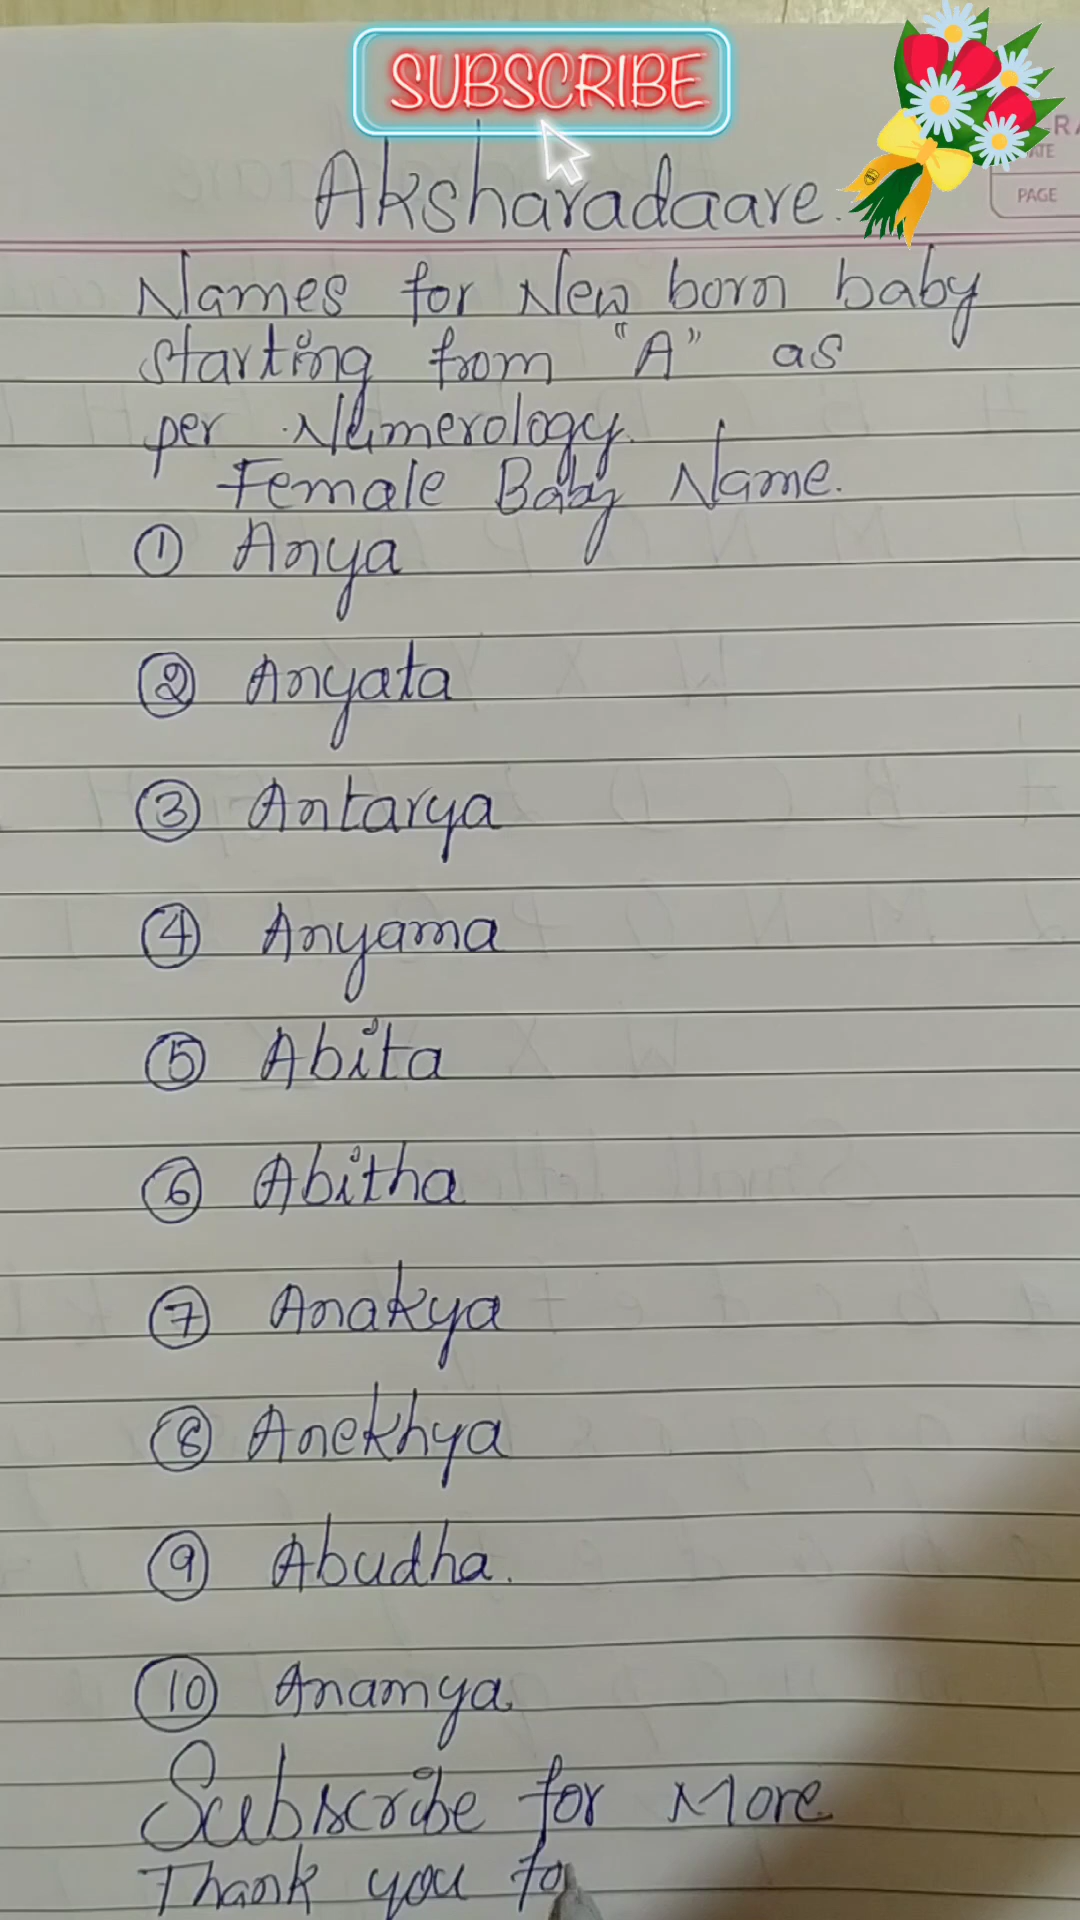 SUBSCRIBE
Aksharadaare.
PAGE
Names for New born baby
starting from "A" as
per Numerology.
Female Baby Name.
① Anya
② Anyata
③ Antarya
④ Anyama
⑤ Abita
⑥ Abitha
⑦ Anakya
⑧ Anekhya
⑨ Abudha.
⑩ Anamya
Subscribe for More
Thank you fo